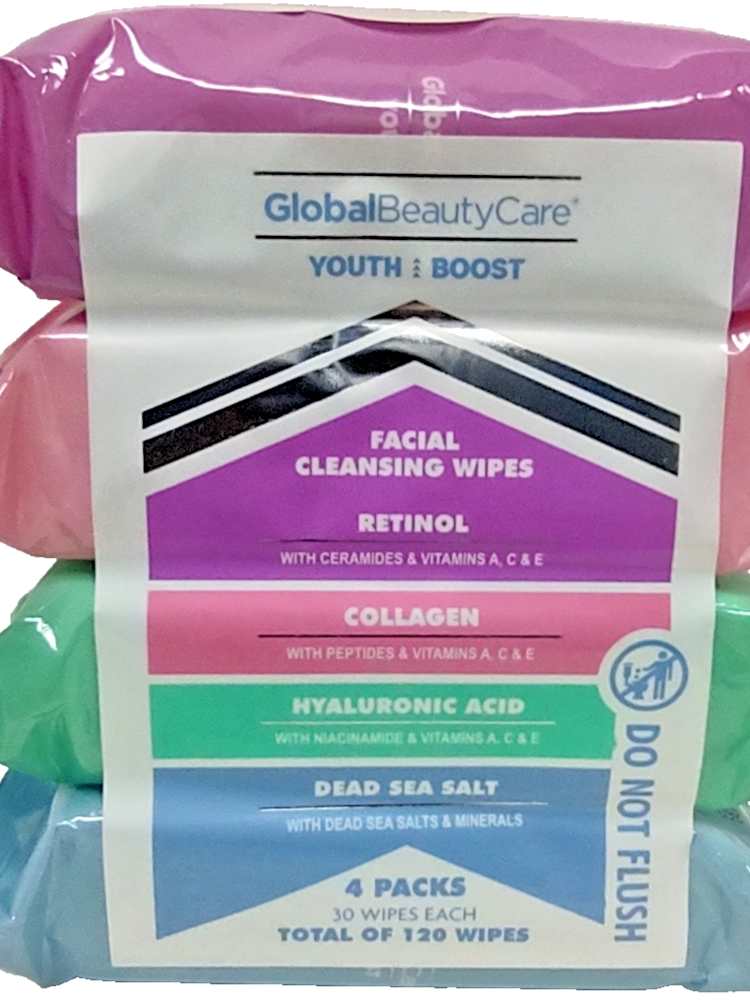 GlobalBeautyCare®
YOUTH BOOST
FACIAL
CLEANSING WIPES
RETINOL
WITH CERAMIDES & VITAMINS A, C & E
COLLAGEN
WITH PEPTIDES & VITAMINS A, C & E
HYALURONIC ACID
WITH NIACINAMIDE & VITAMINS A, C & E
DEAD SEA SALT
WITH DEAD SEA SALTS & MINERALS
4 PACKS
30 WIPES EACH
TOTAL OF 120 WIPES
DO NOT FLUSH